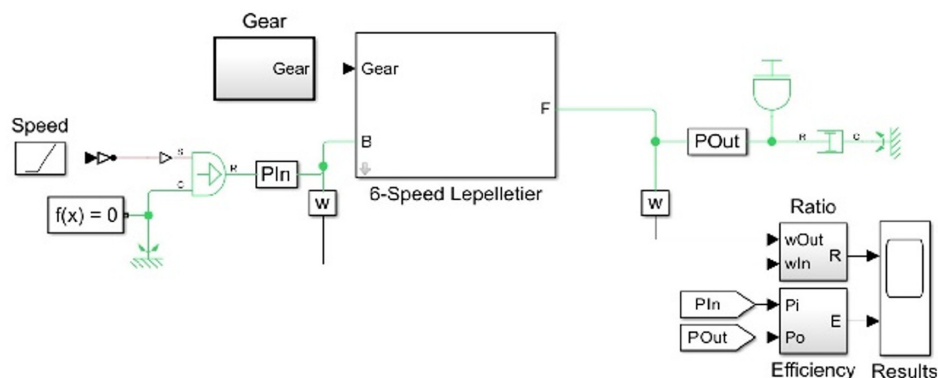 Gear
Gear
Gear
F
B
6-Speed Lepelletier
Speed
S
C
R
PIn
W
f(x) = 0
POut
R
C
W
Ratio
wOut
wIn
R
PIn
Pi
POut
Po
E
Efficiency
Results